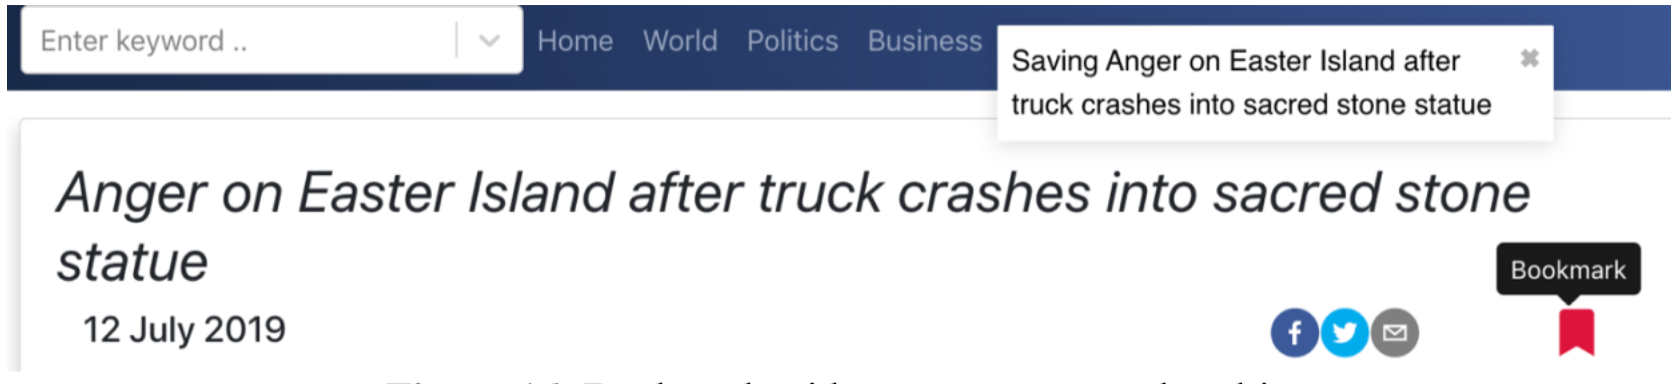 Enter keyword ..
Home World Politics Business
Saving Anger on Easter Island after
truck crashes into sacred stone statue
Anger on Easter Island after truck crashes into sacred stone
statue
Bookmark
12 July 2019